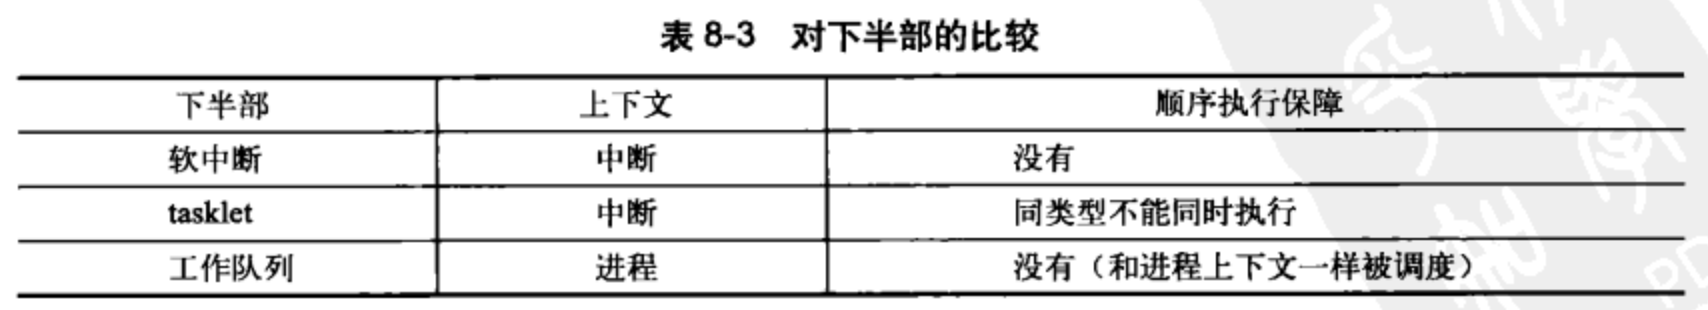 表 8-3 对下半部的比较
下半部 上下文 顺序执行保障
软中断 中断 没有
tasklet 中断 同类型不能同时执行
工作队列 进程 没有（和进程上下文一样被调度）